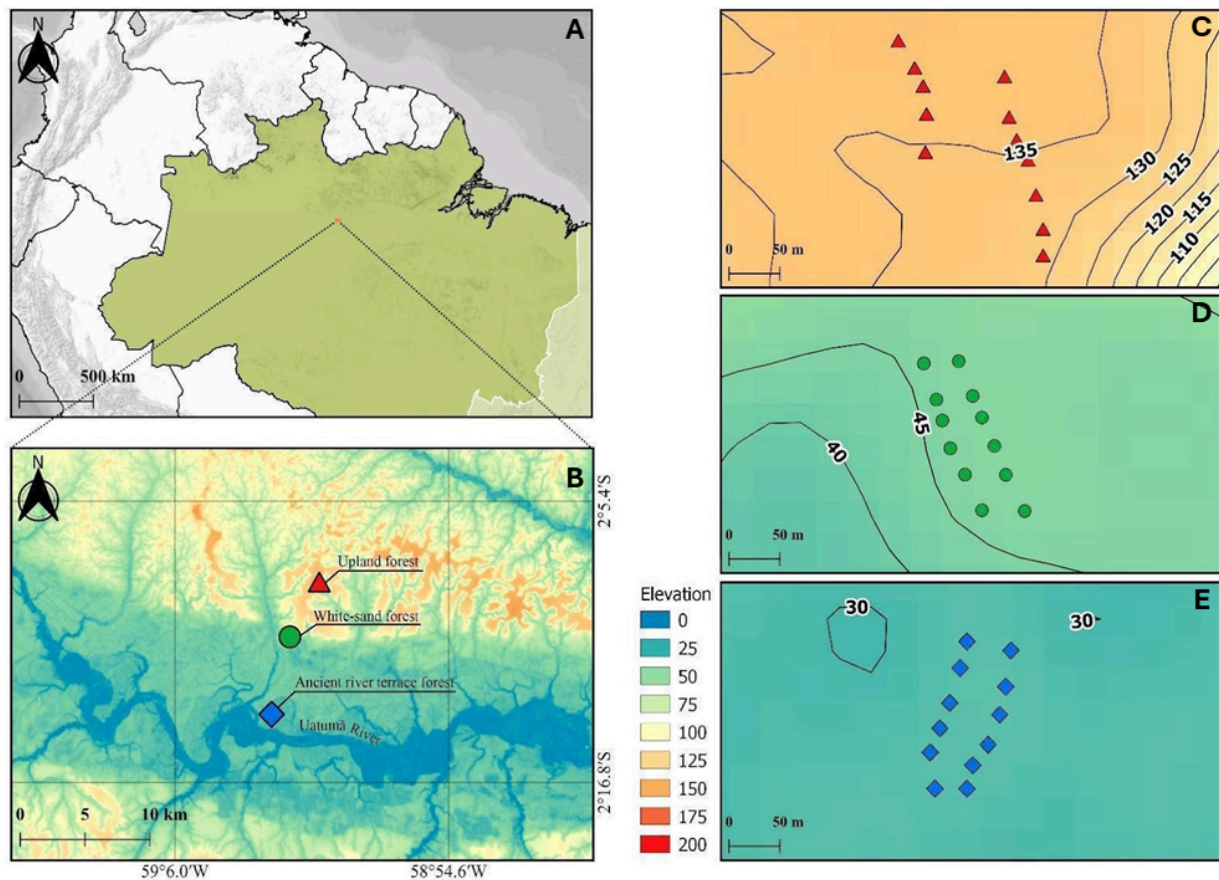 A
N
0 500 km
B
N
Upland forest
White-sand forest
Ancient river terrace forest
Uatumã River
0 5 10 km
59°6.0'W 58°54.6'W
2°5.4'S
2°16.8'S
C
135
130
125
120
115
110
0 50 m
D
45
40
0 50 m
Elevation
0
25
50
75
100
125
150
175
200
E
30
30
0 50 m